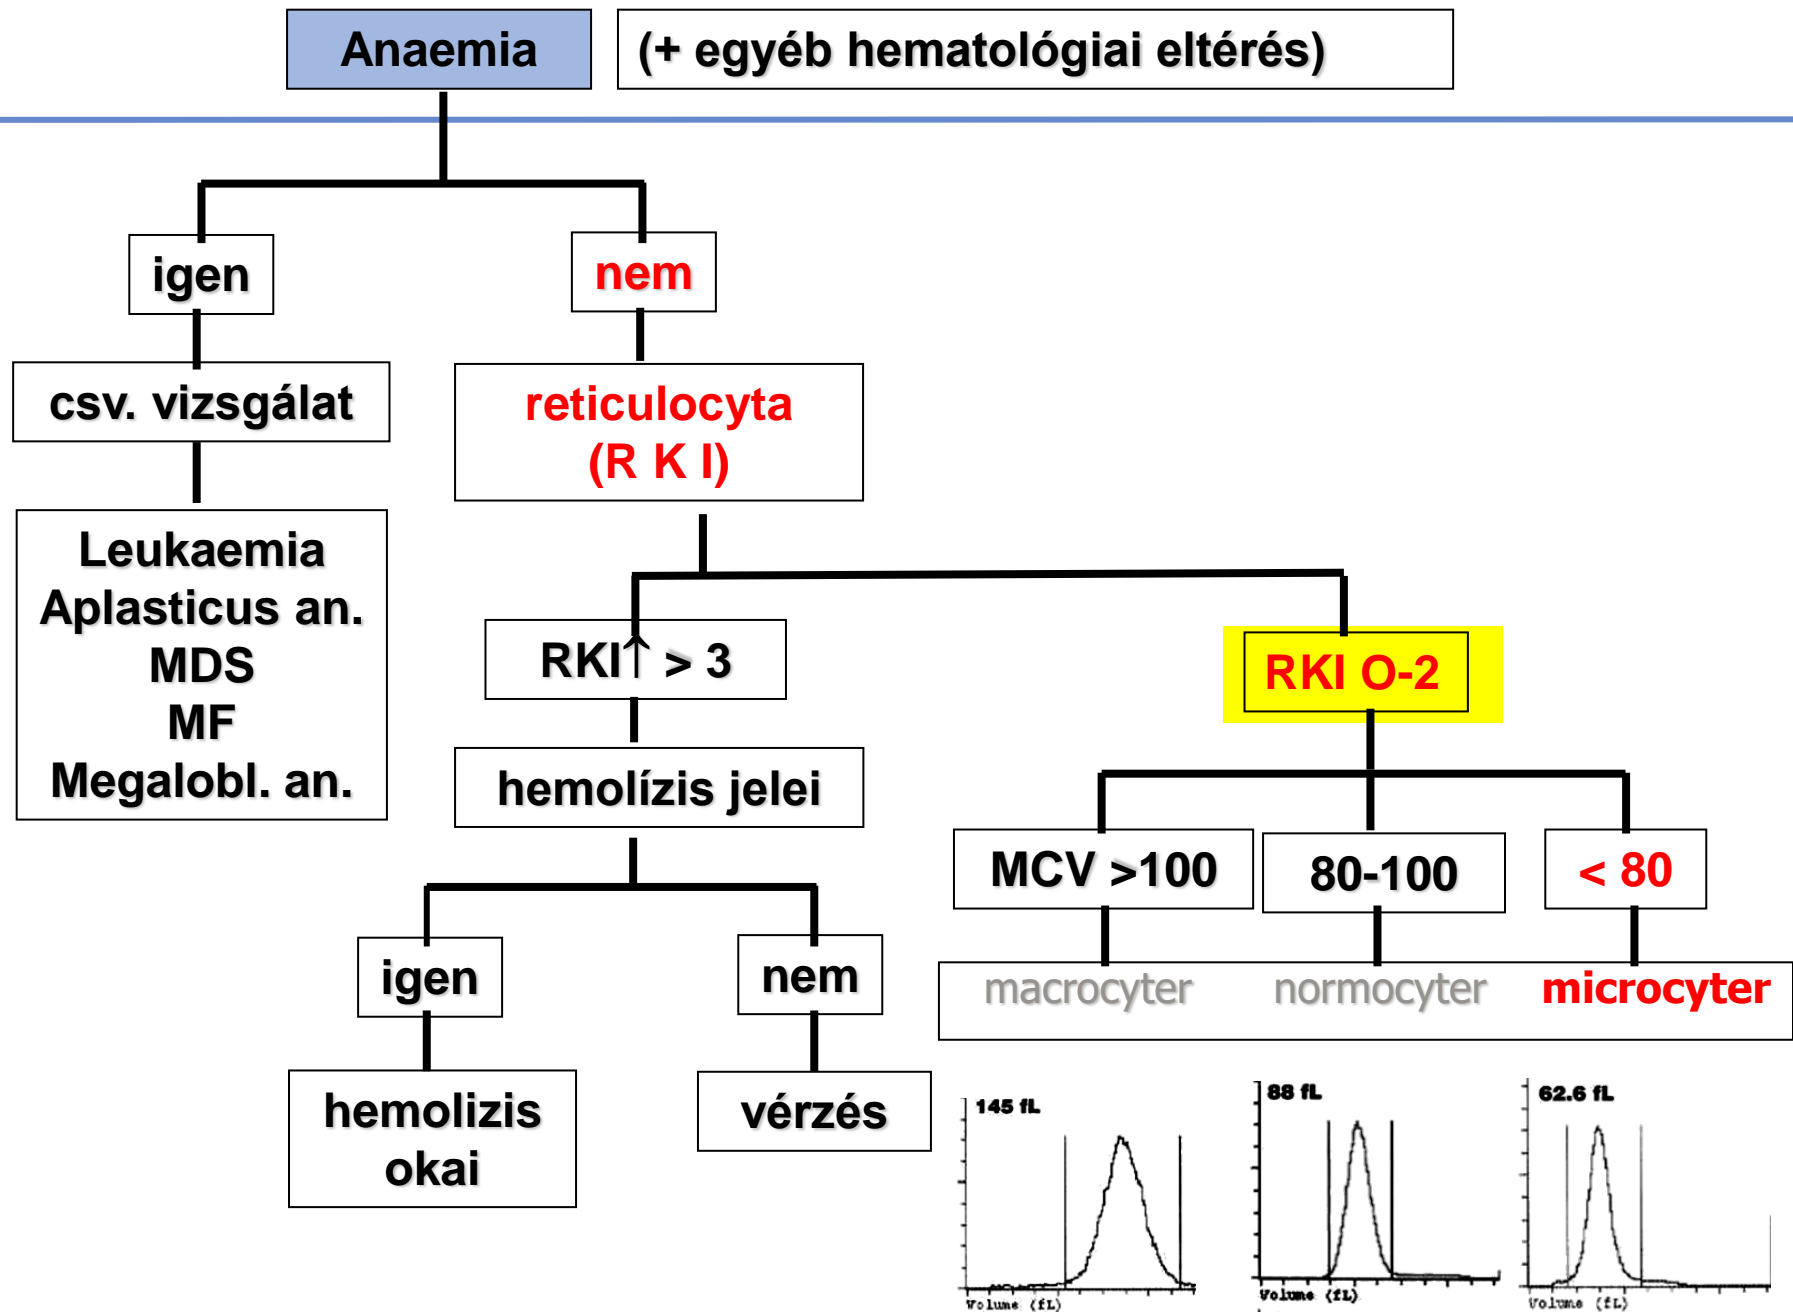 Anaemia
(+ egyéb hematológiai eltérés)
igen
nem
csv. vizsgálat
reticulocyta
(R K I)
Leukaemia
Aplasticus an.
MDS
MF
Megalobl. an.
RKI↑ > 3
RKI O-2
hemolízis jelei
MCV >100
80-100
< 80
igen
nem
macrocyter
normocyter
microcyter
hemolizis
okai
vérzés
145 fL
88 fL
62.6 fL
Volume (fL)
Volume (fL)
Volume (fL)